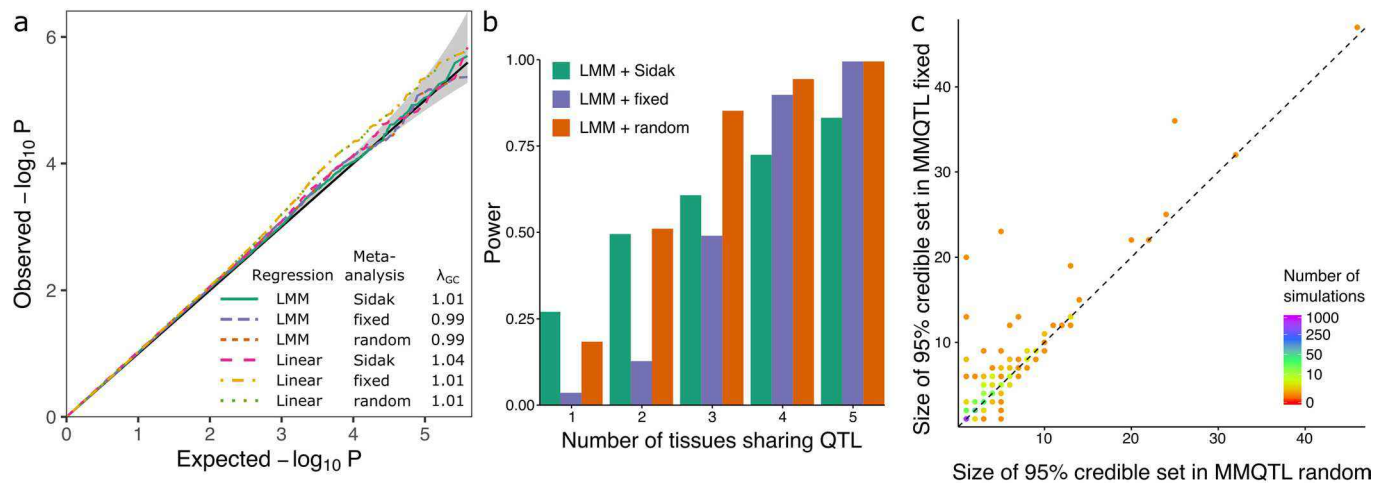 a
Observed −log10 P
6
4
2
0
Meta-
Regression analysis λGC
LMM Sidak 1.01
LMM fixed 0.99
LMM random 0.99
Linear Sidak 1.04
Linear fixed 1.01
Linear random 1.01
0 1 2 3 4 5
Expected −log10 P
b
Power
1.00
0.75
0.50
0.25
0.00
LMM + Sidak
LMM + fixed
LMM + random
1 2 3 4 5
Number of tissues sharing QTL
c
Size of 95% credible set in MMQTL fixed
40
30
20
10
Number of
simulations
1000
250
50
10
0
10 20 30 40
Size of 95% credible set in MMQTL random